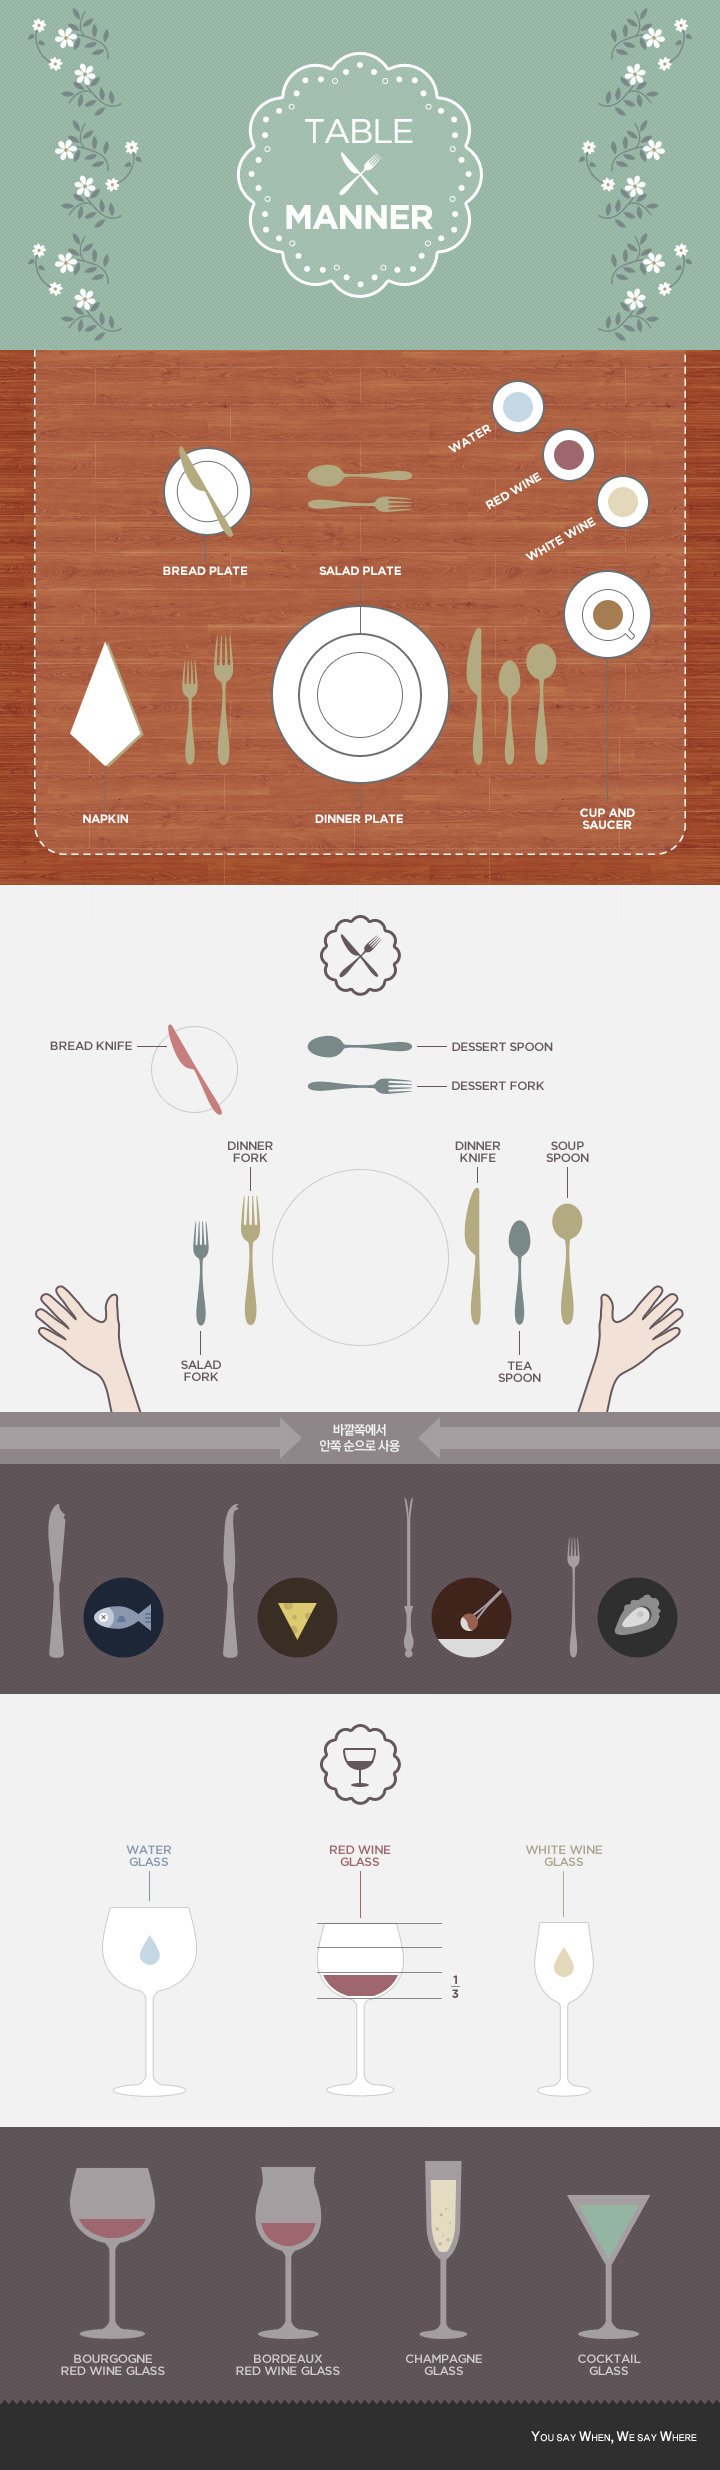 TABLE
MANNER
WATER
RED WINE
WHITE WINE
BREAD PLATE
SALAD PLATE
NAPKIN
DINNER PLATE
CUP AND
SAUCER
BREAD KNIFE
DESSERT SPOON
DESSERT FORK
DINNER
FORK
DINNER
KNIFE
SOUP
SPOON
SALAD
FORK
TEA
SPOON
바깥쪽에서
안쪽 순으로 사용
WATER
GLASS
RED WINE
GLASS
WHITE WINE
GLASS
1
3
BOURGOGNE
RED WINE GLASS
BORDEAUX
RED WINE GLASS
CHAMPAGNE
GLASS
COCKTAIL
GLASS
YOU SAY WHEN, WE SAY WHERE